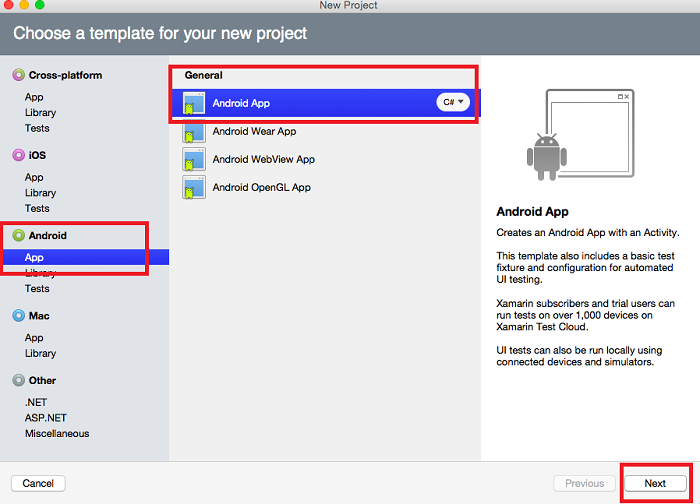 New Project
Choose a template for your new project
Cross-platform
App
Library
Tests
iOS
App
Library
Tests
Android
App
Library
Tests
Mac
App
Library
Other
.NET
ASP.NET
Miscellaneous
General
Android App
C#
Android Wear App
Android WebView App
Android OpenGL App
Android App
Creates an Android App with an Activity.
This template also includes a basic test
fixture and configuration for automated
UI testing.
Xamarin subscribers and trial users can
run tests on over 1,000 devices on
Xamarin Test Cloud.
UI tests can also be run locally using
connected devices and simulators.
Cancel
Previous
Next